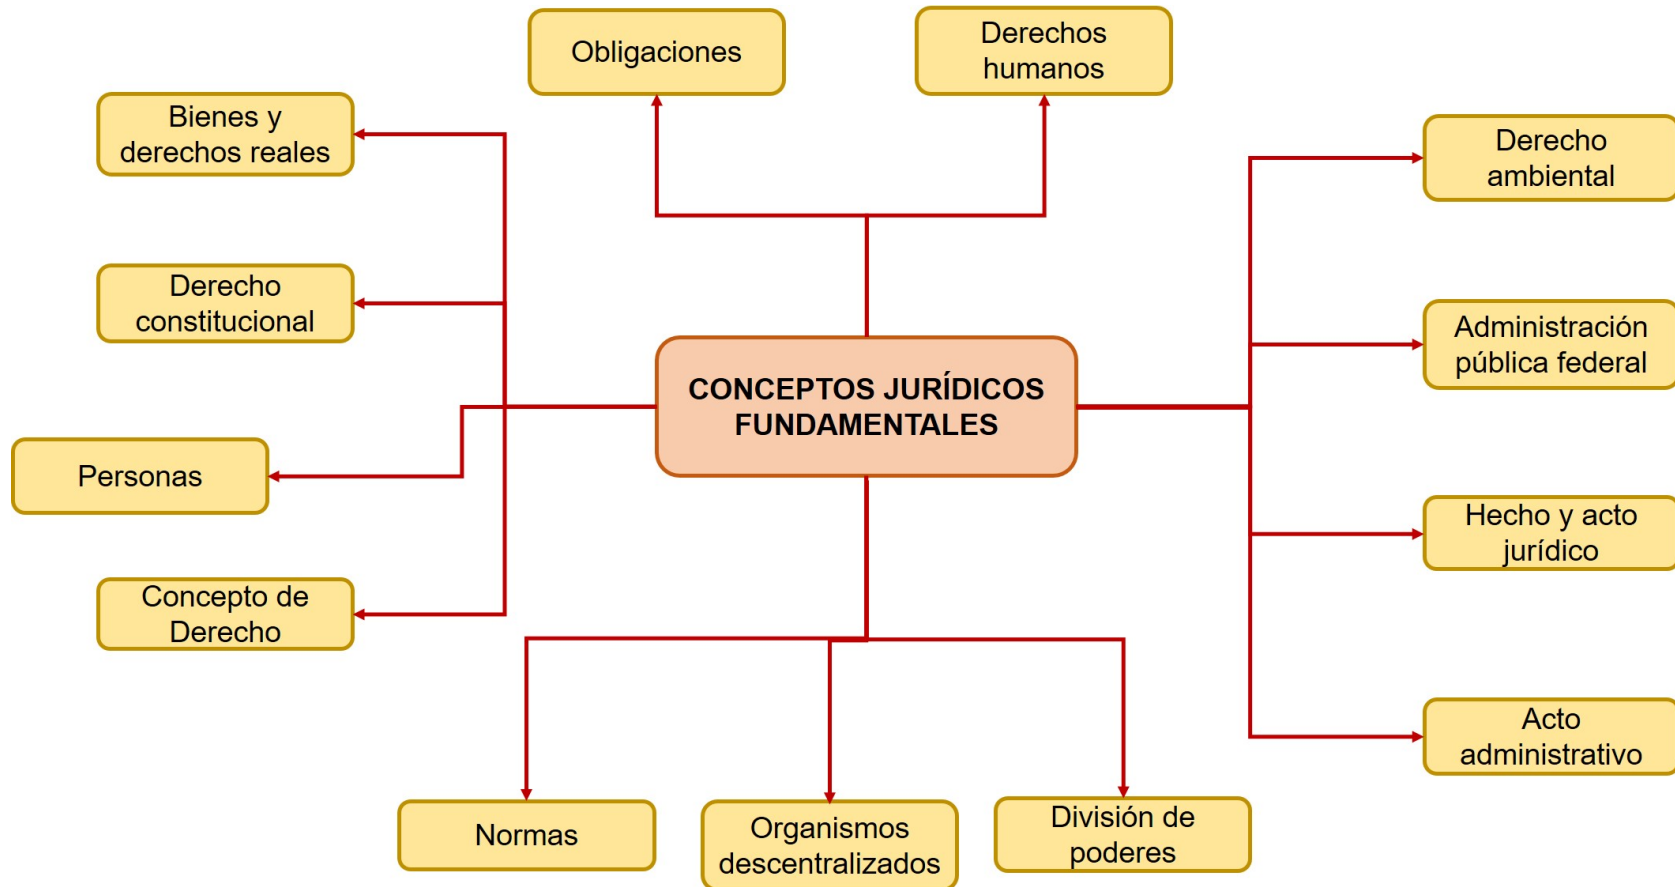 Obligaciones
Derechos
humanos
Bienes y
derechos reales
Derecho
ambiental
Derecho
constitucional
Administración
pública federal
CONCEPTOS JURÍDICOS
FUNDAMENTALES
Personas
Hecho y acto
jurídico
Concepto de
Derecho
Acto
administrativo
Normas
Organismos
descentralizados
División de
poderes